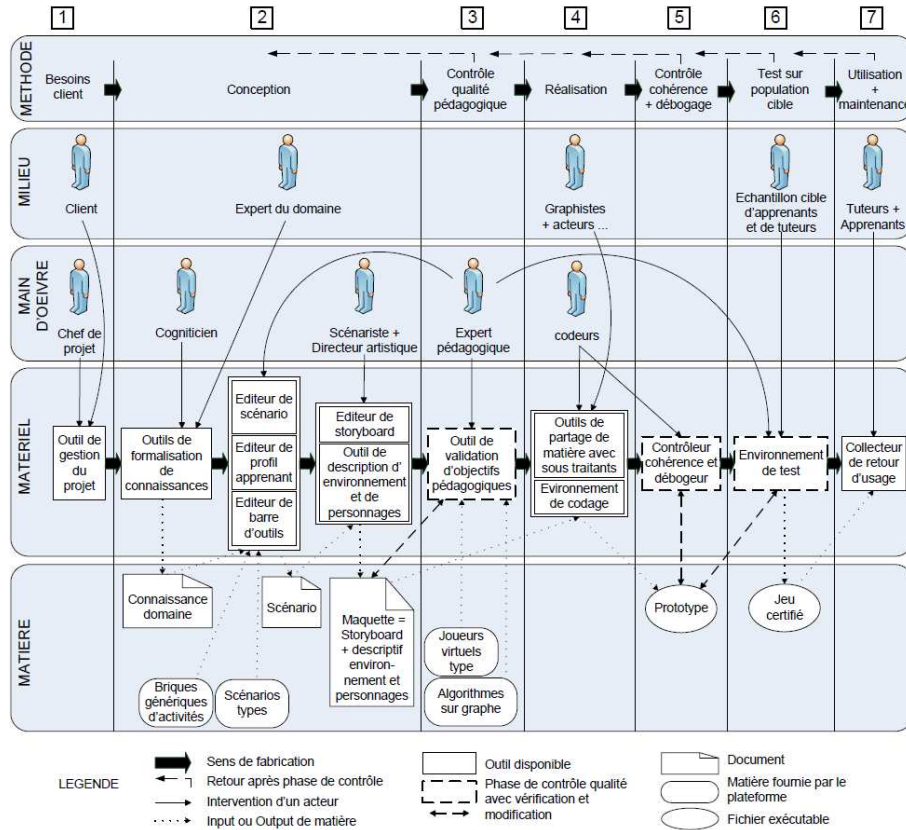 1
2
3
4
5
6
7
METHODE
Besoins
client
Conception
Contrôle
qualité
pédagogique
Réalisation
Contrôle
cohérence
+ débogage
Test sur
population
cible
Utilisation
+
maintenance
MILIEU
Client
Expert du domaine
Graphistes
+ acteurs ...
Echantillon cible
d'apprenants
et de tuteurs
Tuteurs +
Apprenants
MAIN
D'OEIVRE
Chef de
projet
Cogniticien
Scénariste +
Directeur artistique
Expert
pédagogique
codeurs
MATERIEL
Outil de
gestion du
projet
Outils de
formalisation de
connaissances
Editeur de
scénario
Editeur de
profil
apprenant
Editeur de
barre
d'outils
Editeur de
storyboard
Outil de
description d'
environnement
et de
personnages
Outil de
validation
d'objectifs
pédagogiques
Outils de
partage de
matière avec
sous traitants
Evironnement
de codage
Contrôleur
cohérence et
débogeur
Environnement
de test
Collecteur
de retour
d'usage
MATIERE
Connaissance
domaine
Scénario
Maquette =
Storyboard
+ descriptif
environ-
nement et
personnages
Briques
génériques
d'activités
Scénarios
types
Joueurs
virtuels
type
Algorithmes
sur graphe
Prototype
Jeu
certifié
LEGENDE
Sens de fabrication
Retour après phase de contrôle
Intervention d'un acteur
Input ou Output de matière
Outil disponible
Phase de contrôle qualité
avec vérification et
modification
Document
Matière fournie par le
plateforme
Fichier exécutable